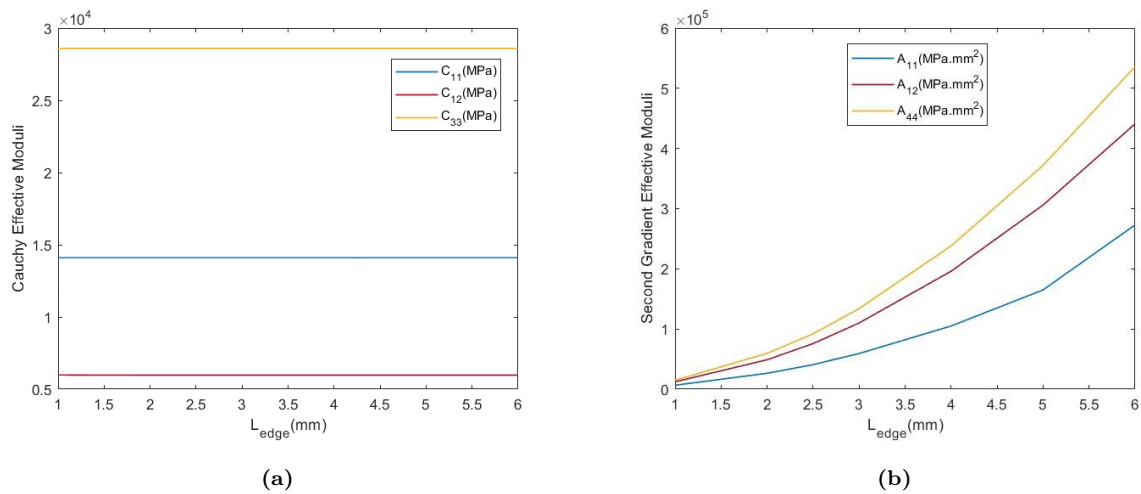 ×10⁴
3
2.5
2
1.5
1
0.5
Cauchy Effective Moduli
C₁₁(MPa)
C₁₂(MPa)
C₃₃(MPa)
1 1.5 2 2.5 3 3.5 4 4.5 5 5.5 6
L_edge(mm)
(a)
×10⁵
6
5
4
3
2
1
0
Second Gradient Effective Moduli
A₁₁(MPa.mm²)
A₁₂(MPa.mm²)
A₄₄(MPa.mm²)
1 1.5 2 2.5 3 3.5 4 4.5 5 5.5 6
L_edge(mm)
(b)